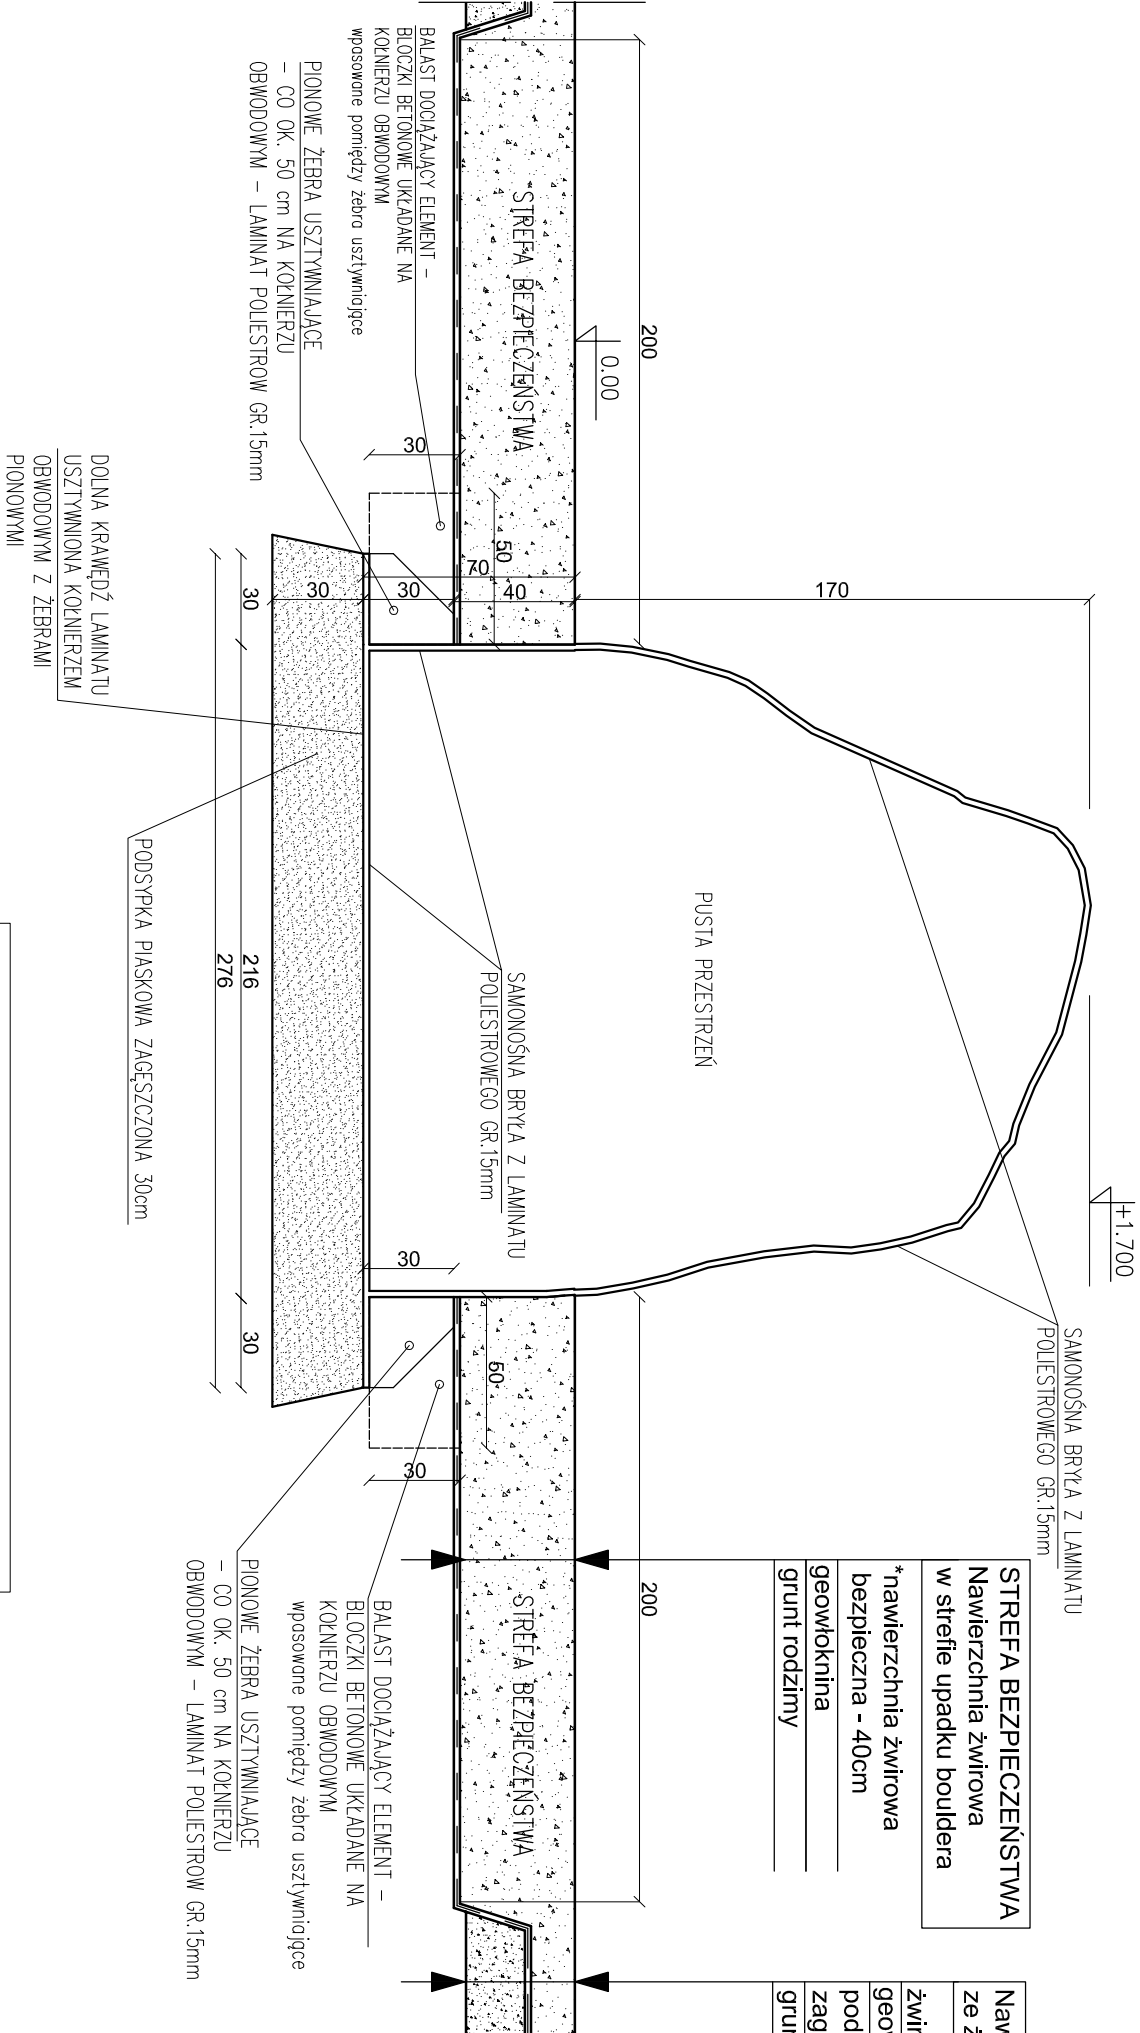 +1.700
SAMONOŚNA BRYŁA Z LAMINATU
POLIESTROWEGO GR.15mm
170
200
0.00
STREFA BEZPIECZEŃSTWA
BALAST DOCIĄŻAJĄCY ELEMENT –
BLOCZKI BETONOWE UKŁADANE NA
KOŁNIERZU OBWODOWYM
wpasowane pomiędzy żebra usztywniające
PIONOWE ŻEBRA USZTYWNIAJĄCE
– CO OK. 50 cm NA KOŁNIERZU
OBWODOWYM – LAMINAT POLIESTROW GR.15mm
30
50
70
40
30
30
PUSTA PRZESTRZEŃ
SAMONOŚNA BRYŁA Z LAMINATU
POLIESTROWEGO GR.15mm
30
216
30
276
DOLNA KRAWĘDŹ LAMINATU
USZTYWNIONA KOŁNIERZEM
OBWODOWYM Z ŻEBRAMI
PIONOWYMI
PODSYPKA PIASKOWA ZAGĘSZCZONA 30cm
30
50
30
200
STREFA BEZPIECZEŃSTWA
BALAST DOCIĄŻAJĄCY ELEMENT –
BLOCZKI BETONOWE UKŁADANE NA
KOŁNIERZU OBWODOWYM
wpasowane pomiędzy żebra usztywniające
PIONOWE ŻEBRA USZTYWNIAJĄCE
– CO OK. 50 cm NA KOŁNIERZU
OBWODOWYM – LAMINAT POLIESTROW GR.15mm
STREFA BEZPIECZEŃSTWA
Nawierzchnia żwirowa
w strefie upadku bouldera
*nawierzchnia żwirowa
bezpieczna - 40cm
geowłóknina
grunt rodzimy